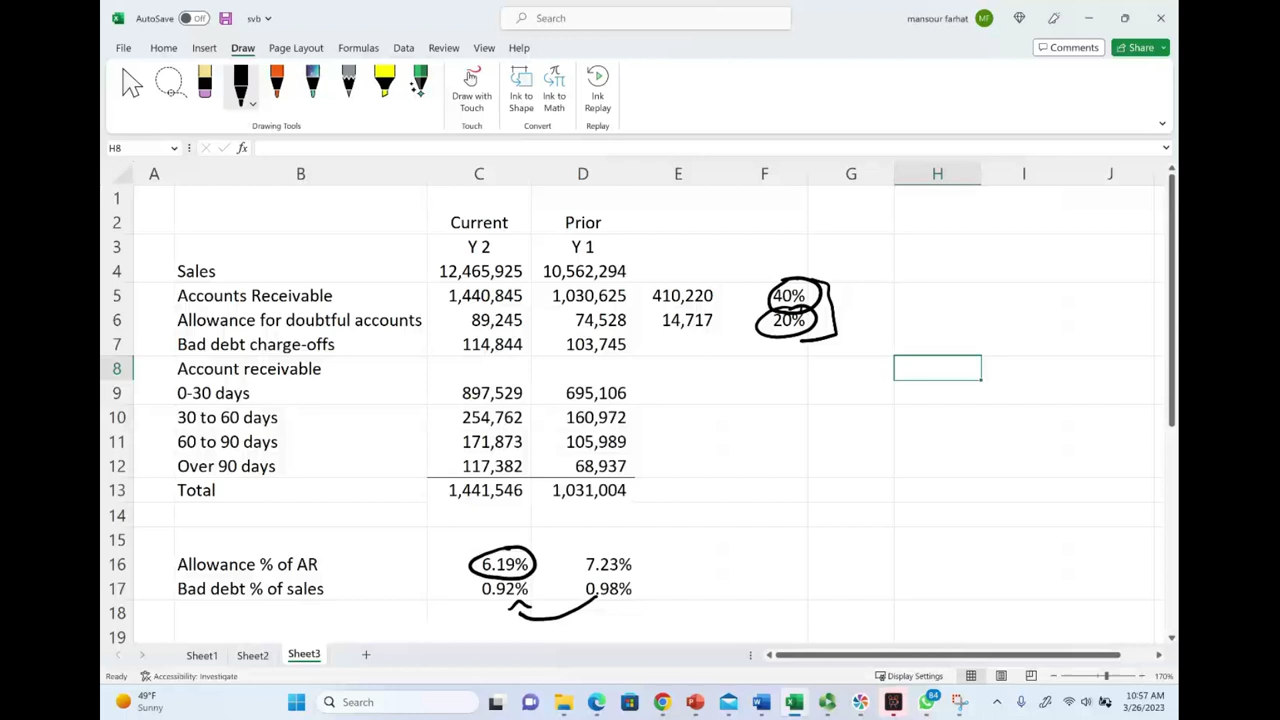 AutoSave Off svb Search mansour farhat MF
File Home Insert Draw Page Layout Formulas Data Review View Help Comments Share
Draw with Touch Ink to Shape Ink to Math Ink Replay
Drawing Tools Touch Convert Replay
H8 fx
A B C D E F G H I J
1
2 Current Prior
3 Y 2 Y 1
4 Sales 12,465,925 10,562,294
5 Accounts Receivable 1,440,845 1,030,625 410,220 40%
6 Allowance for doubtful accounts 89,245 74,528 14,717 20%
7 Bad debt charge-offs 114,844 103,745
8 Account receivable
9 0-30 days 897,529 695,106
10 30 to 60 days 254,762 160,972
11 60 to 90 days 171,873 105,989
12 Over 90 days 117,382 68,937
13 Total 1,441,546 1,031,004
14
15
16 Allowance % of AR 6.19% 7.23%
17 Bad debt % of sales 0.92% 0.98%
18
19
Sheet1 Sheet2 Sheet3
Ready Accessibility: Investigate Display Settings 170%
49°F Search 84 10:57 AM
Sunny 3/26/2023